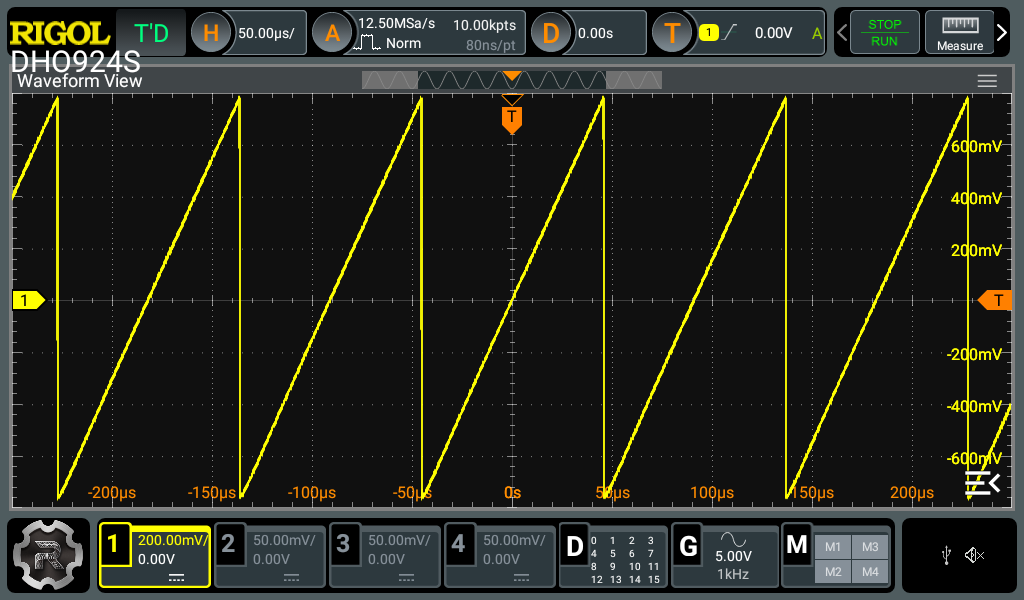 RIGOL T'D H 50.00μs/ A 12.50MSa/s 10.00kpts D 0.00s T 1 0.00V A STOP
Norm 80ns/pt RUN Measure
DHO924S
Waveform View
T
600mV
400mV
200mV
1 T
-200mV
-400mV
-600mV
-200μs -150μs -100μs -50μs 0s 50μs 100μs 150μs 200μs
1 200.00mV/ 2 50.00mV/ 3 50.00mV/ 4 50.00mV/ D 0 1 2 3 G 5.00V M M1 M3
0.00V 0.00V 0.00V 0.00V 4 5 6 7 1kHz M2 M4
8 9 10 11
12 13 14 15
R